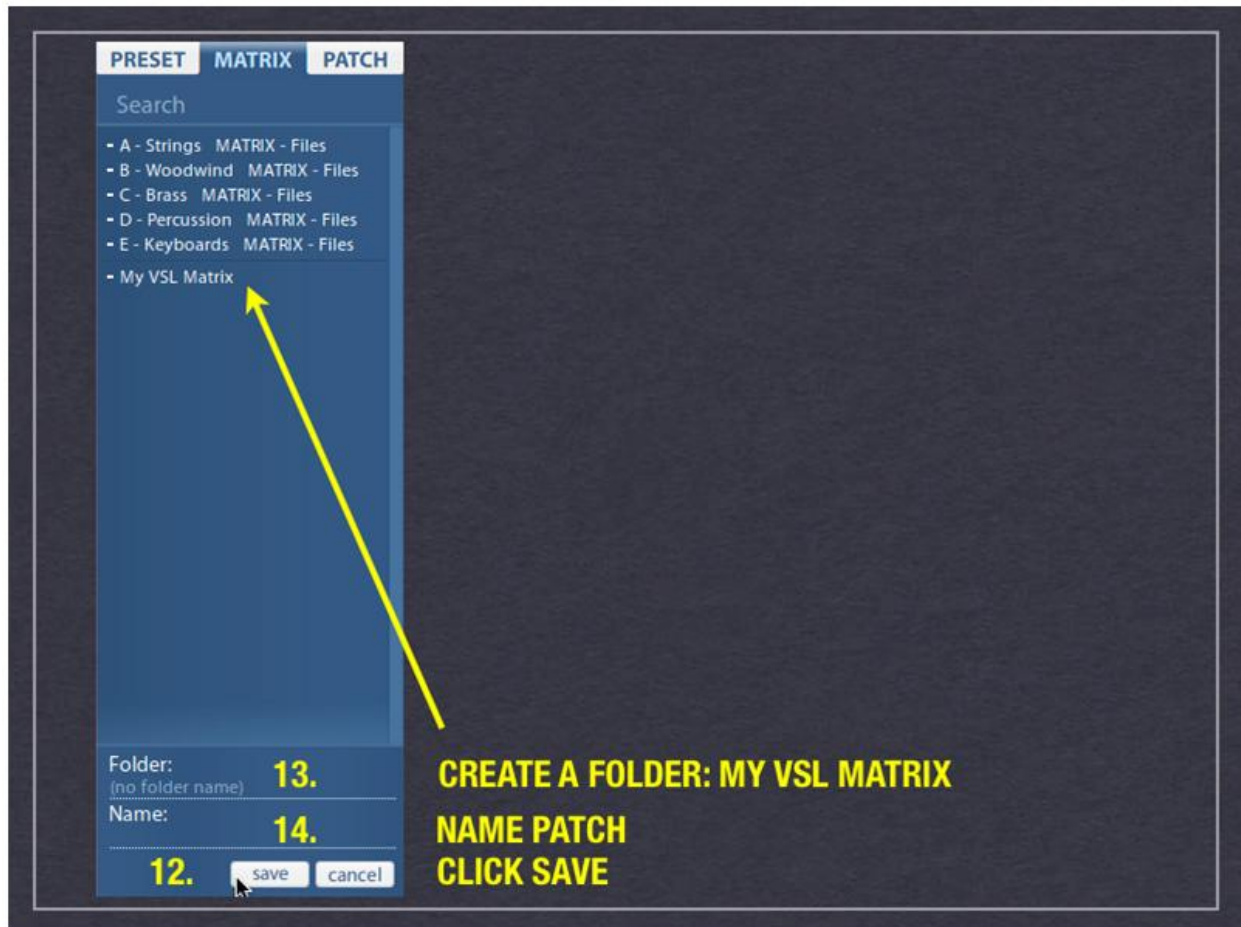 PRESET MATRIX PATCH
Search
- A - Strings MATRIX - Files
- B - Woodwind MATRIX - Files
- C - Brass MATRIX - Files
- D - Percussion MATRIX - Files
- E - Keyboards MATRIX - Files
- My VSL Matrix
Folder:
(no folder name)
13. CREATE A FOLDER: MY VSL MATRIX
Name:
14. NAME PATCH
12. save cancel CLICK SAVE